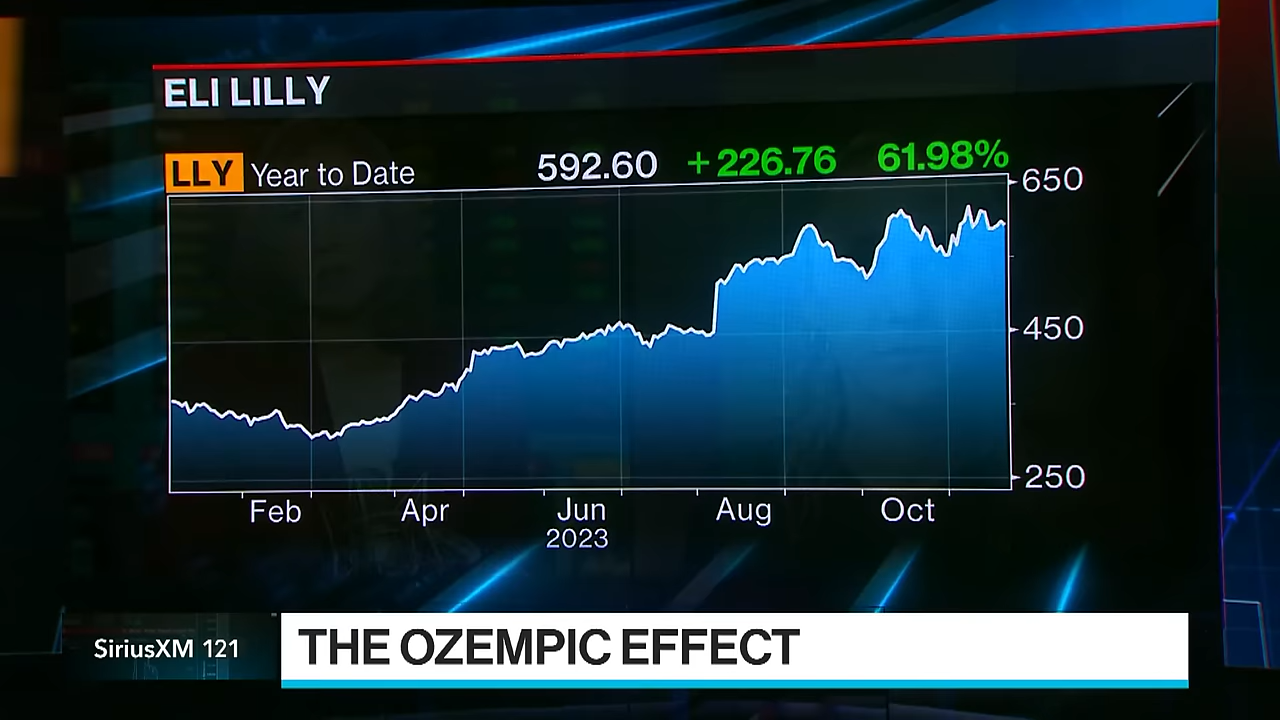 ELI LILLY
LLY Year to Date 592.60 +226.76 61.98%
650
450
250
Feb Apr Jun Aug Oct
2023
SiriusXM 121
THE OZEMPIC EFFECT